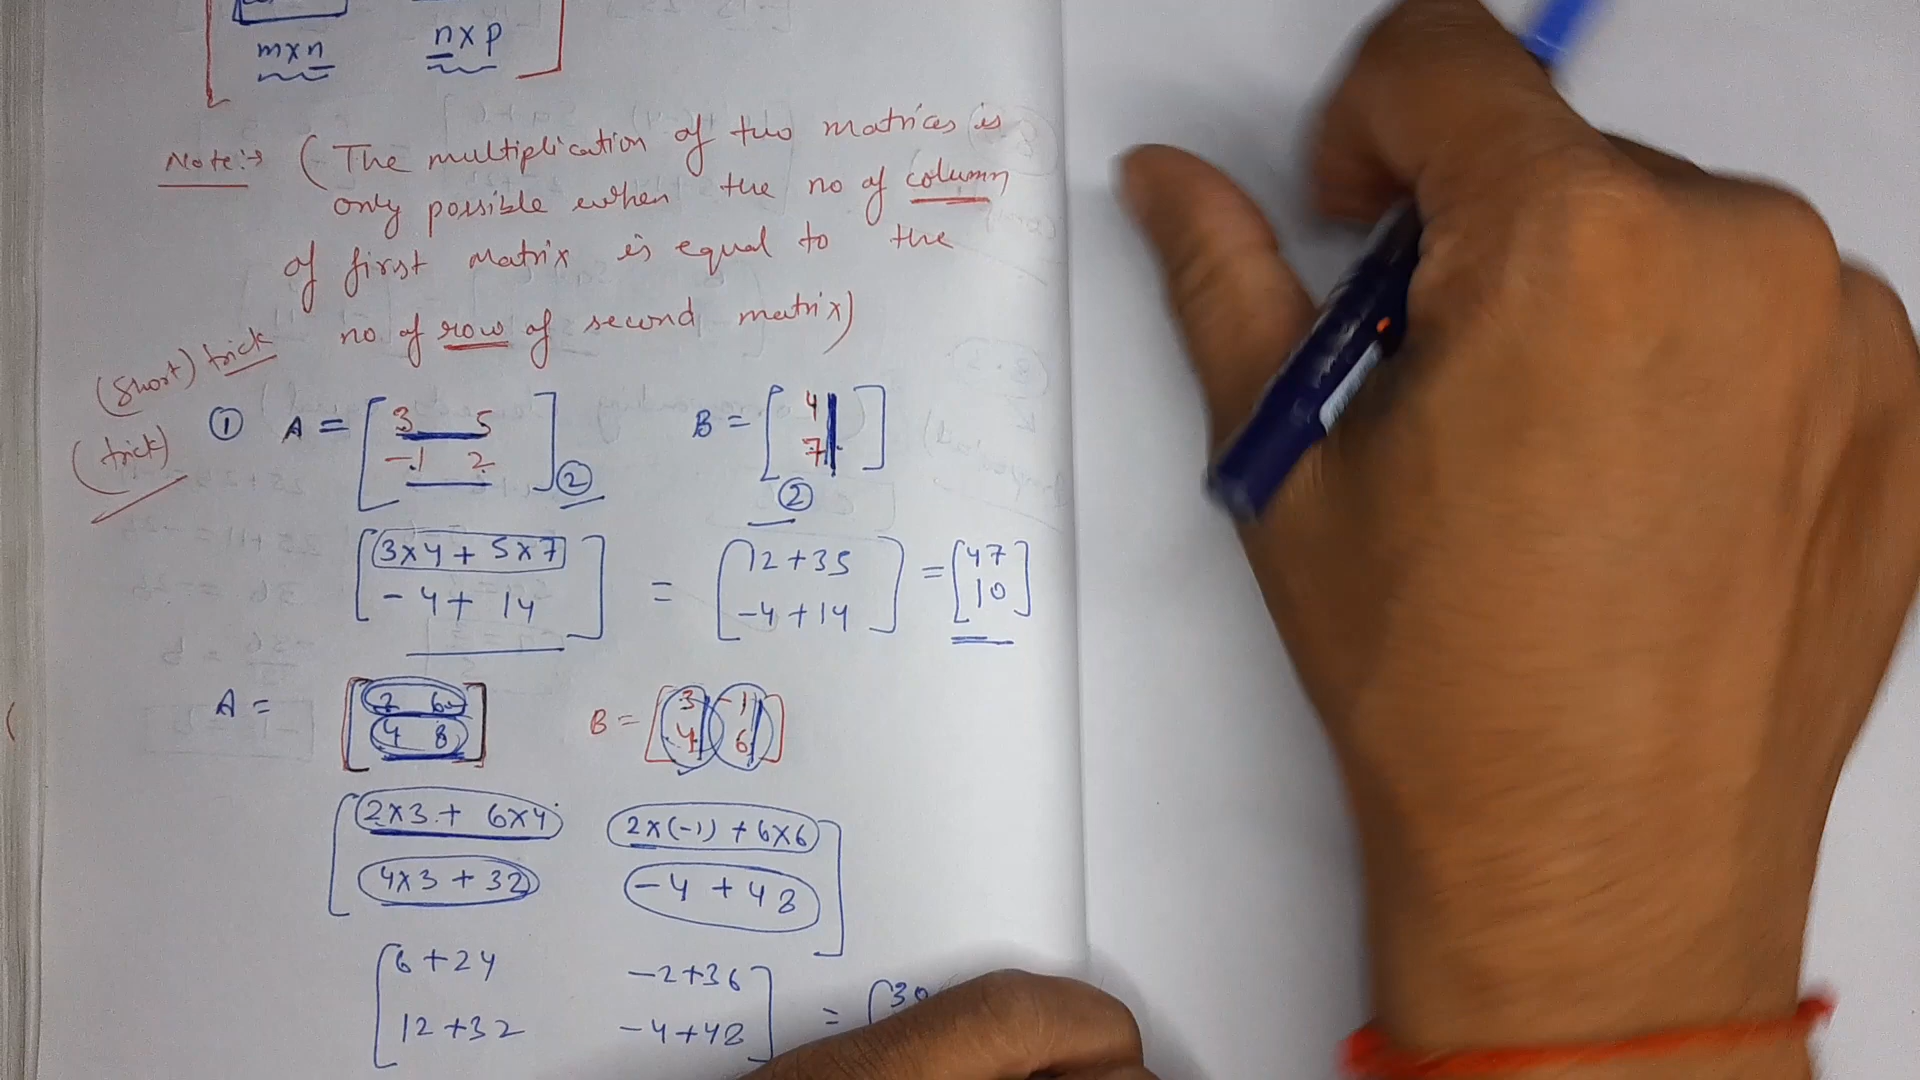 m×n n×p
Note:→ (The multiplication of two matrices is
only possible when the no of column
of first matrix is equal to the
no. of row of second matrix)
(short) trick
(trick)
① A = [3 5 B = [4
-1 2] ② 7] ②
[3×4 + 5×7 = [12+35 = [47
-4 + 14] -4+14] 10]
A = [2 6 B = [3 -1
4 8] 4 6]
[2×3 + 6×4 2×(-1) + 6×6
4×3 + 32 -4 + 48]
[6+24 -2+36
12+32 -4+48] = [30